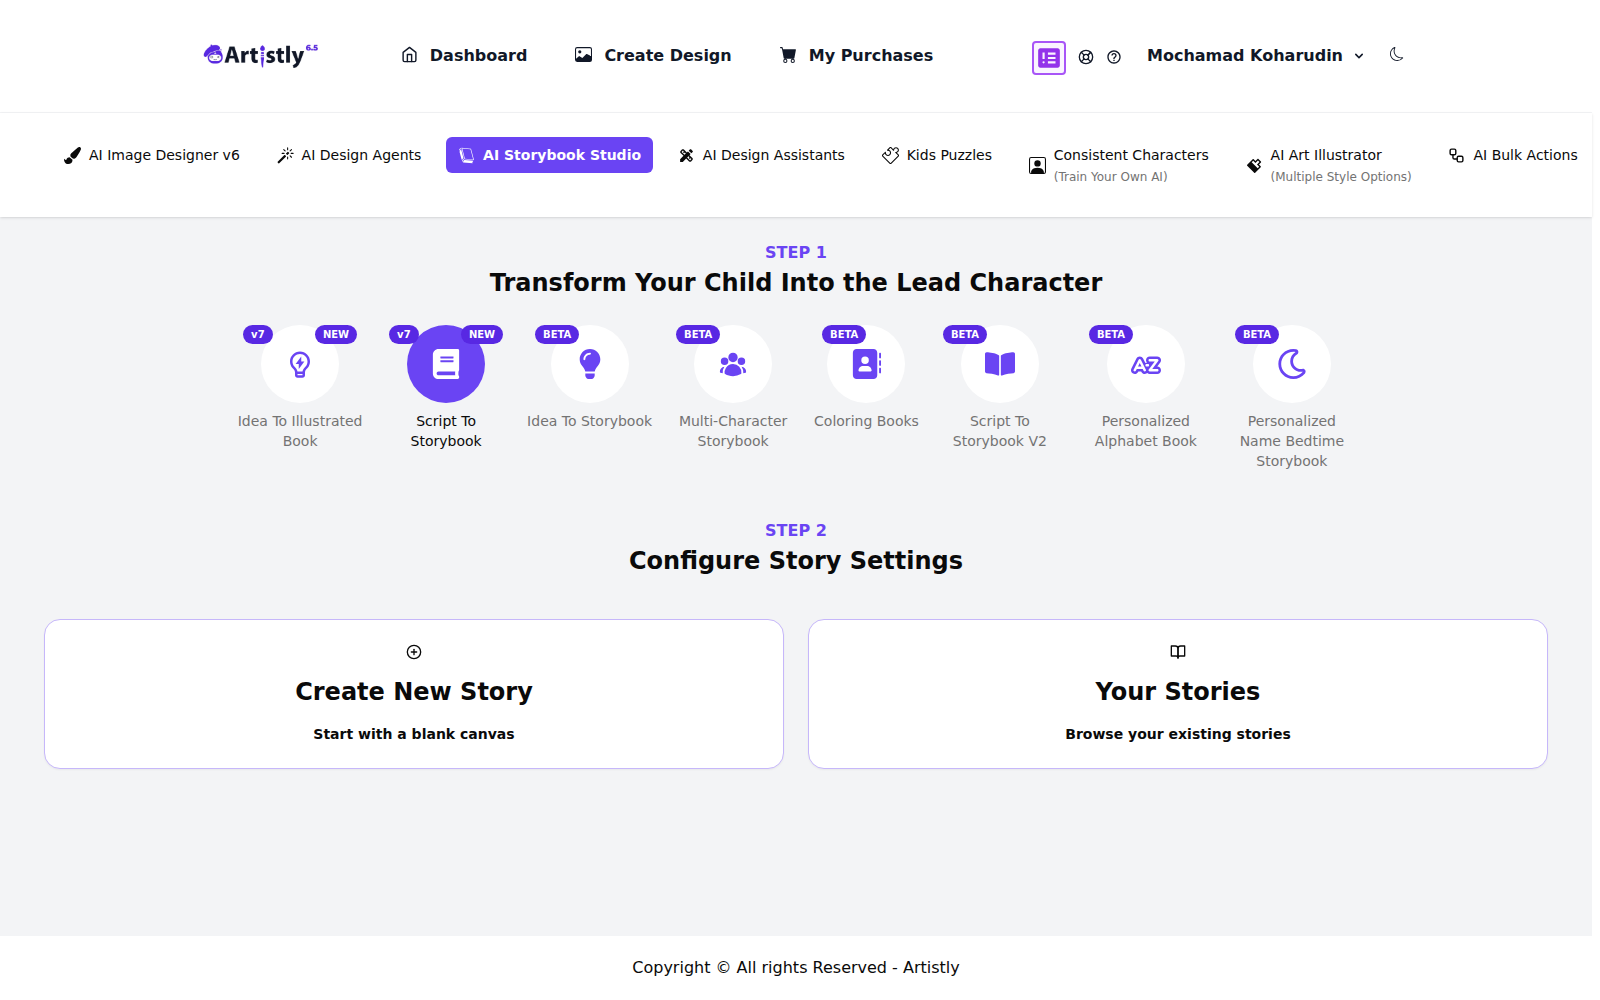 Artistly 6.5
Dashboard
Create Design
My Purchases
Mochamad Koharudin
AI Image Designer v6
AI Design Agents
AI Storybook Studio
AI Design Assistants
Kids Puzzles
Consistent Characters
(Train Your Own AI)
AI Art Illustrator
(Multiple Style Options)
AI Bulk Actions
STEP 1
Transform Your Child Into the Lead Character
v7
NEW
Idea To Illustrated
Book
v7
NEW
Script To
Storybook
BETA
Idea To Storybook
BETA
Multi-Character
Storybook
BETA
Coloring Books
BETA
Script To
Storybook V2
BETA
AZ
Personalized
Alphabet Book
BETA
Personalized
Name Bedtime
Storybook
STEP 2
Configure Story Settings
Create New Story
Start with a blank canvas
Your Stories
Browse your existing stories
Copyright © All rights Reserved - Artistly